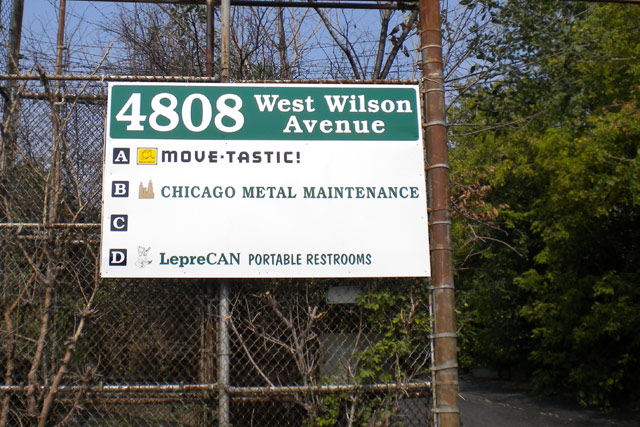 4808 West Wilson
Avenue
A MOVE-TASTIC!
B CHICAGO METAL MAINTENANCE
C
D LepreCAN PORTABLE RESTROOMS